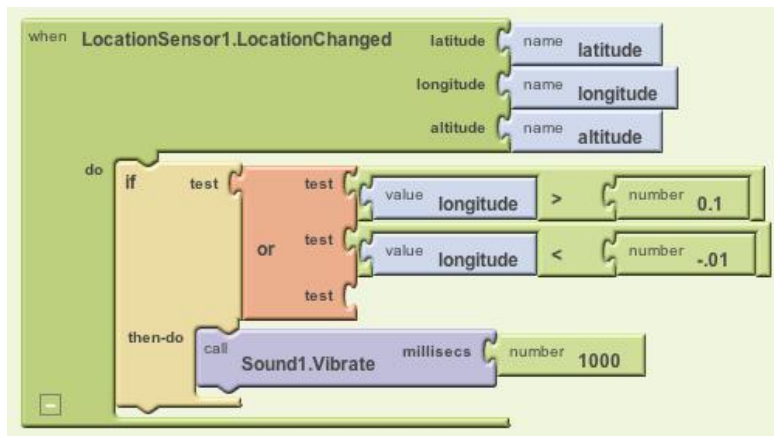 when LocationSensor1.LocationChanged latitude name latitude
longitude name longitude
altitude name altitude
do if test or test value longitude > number 0.1
test value longitude < number -.01
test
then-do call Sound1.Vibrate millisecs number 1000